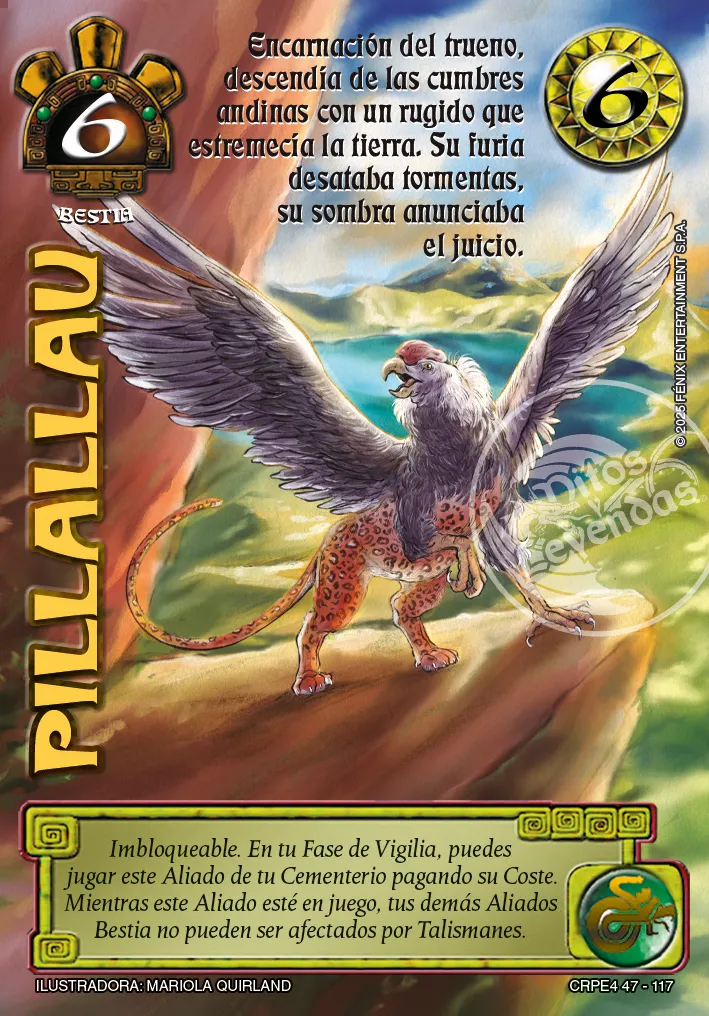 6
BESTIA
Encarnación del trueno,
descendía de las cumbres
andinas con un rugido que
estremecía la tierra. Su furia
desataba tormentas,
su sombra anunciaba
el juicio.
6
PILLALLAU
© 2025 FÉNIX ENTERTAINMENT S.P.A.
Mitos
y
Leyendas
Imbloqueable. En tu Fase de Vigilia, puedes
jugar este Aliado de tu Cementerio pagando su Coste.
Mientras este Aliado esté en juego, tus demás Aliados
Bestia no pueden ser afectados por Talismanes.
ILUSTRADORA: MARIOLA QUIRLAND
CRPE4 47 - 117